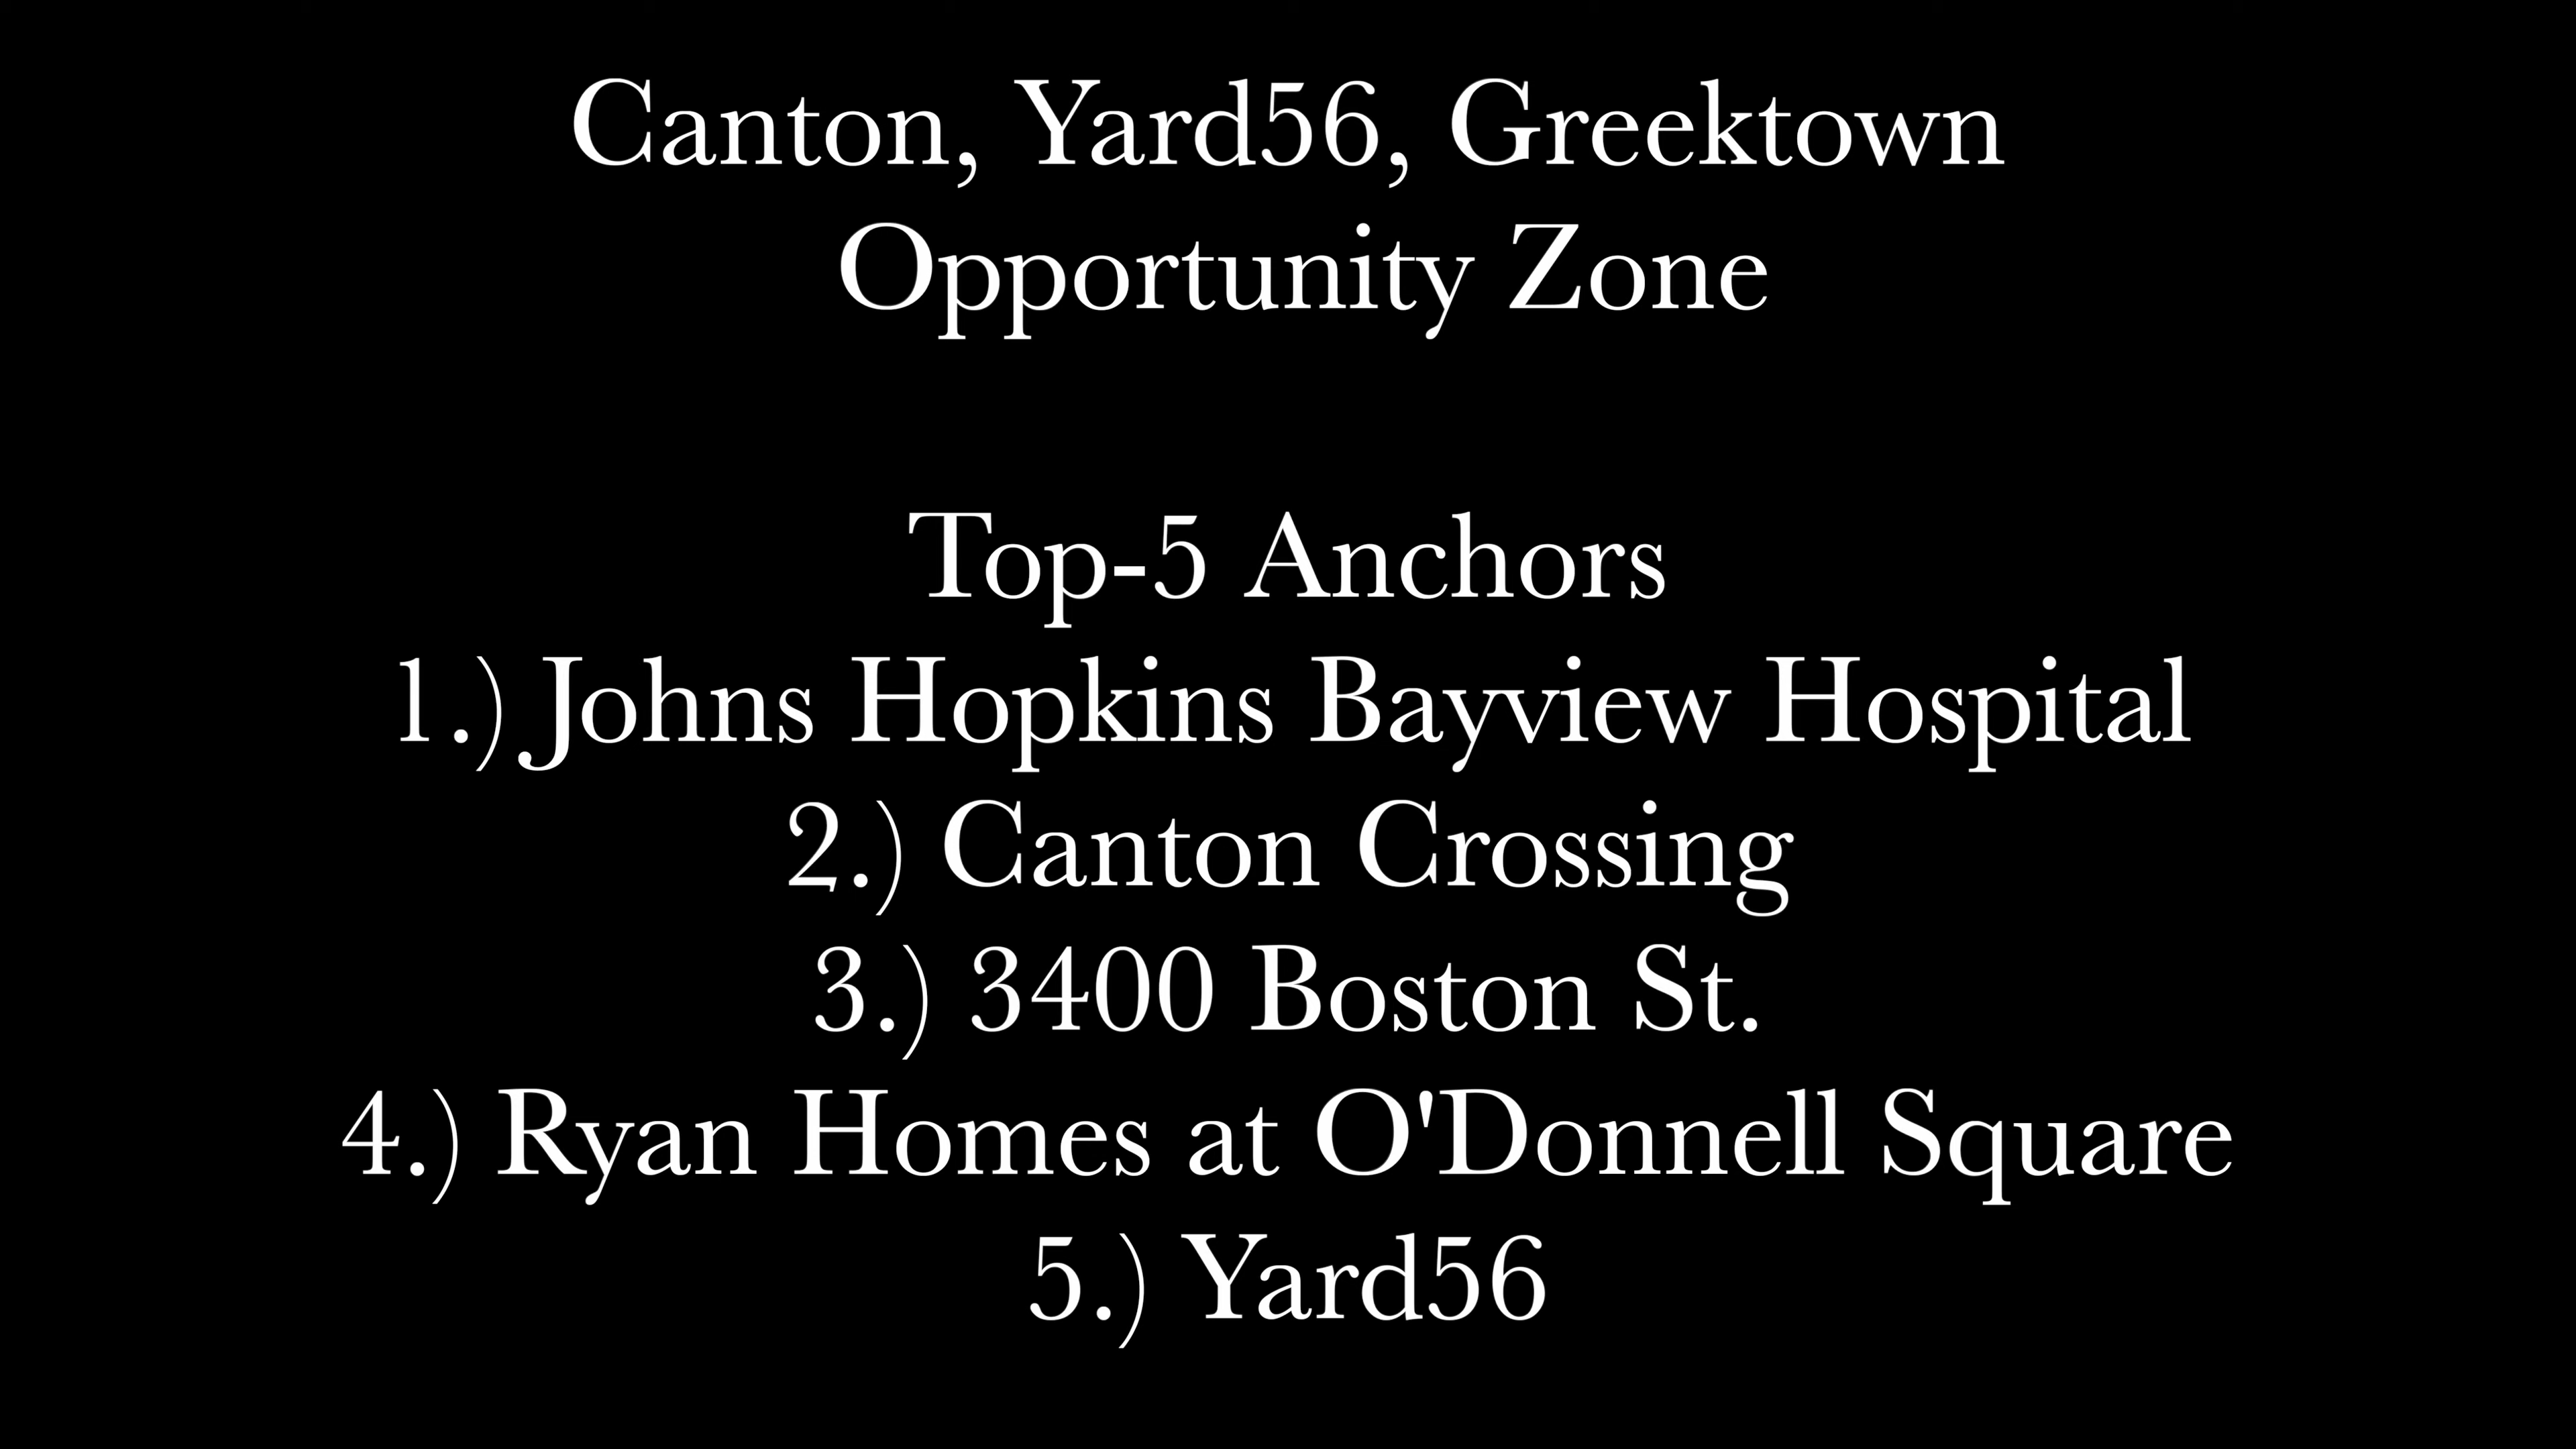 Canton, Yard56, Greektown
Opportunity Zone
Top-5 Anchors
1.) Johns Hopkins Bayview Hospital
2.) Canton Crossing
3.) 3400 Boston St.
4.) Ryan Homes at O'Donnell Square
5.) Yard56